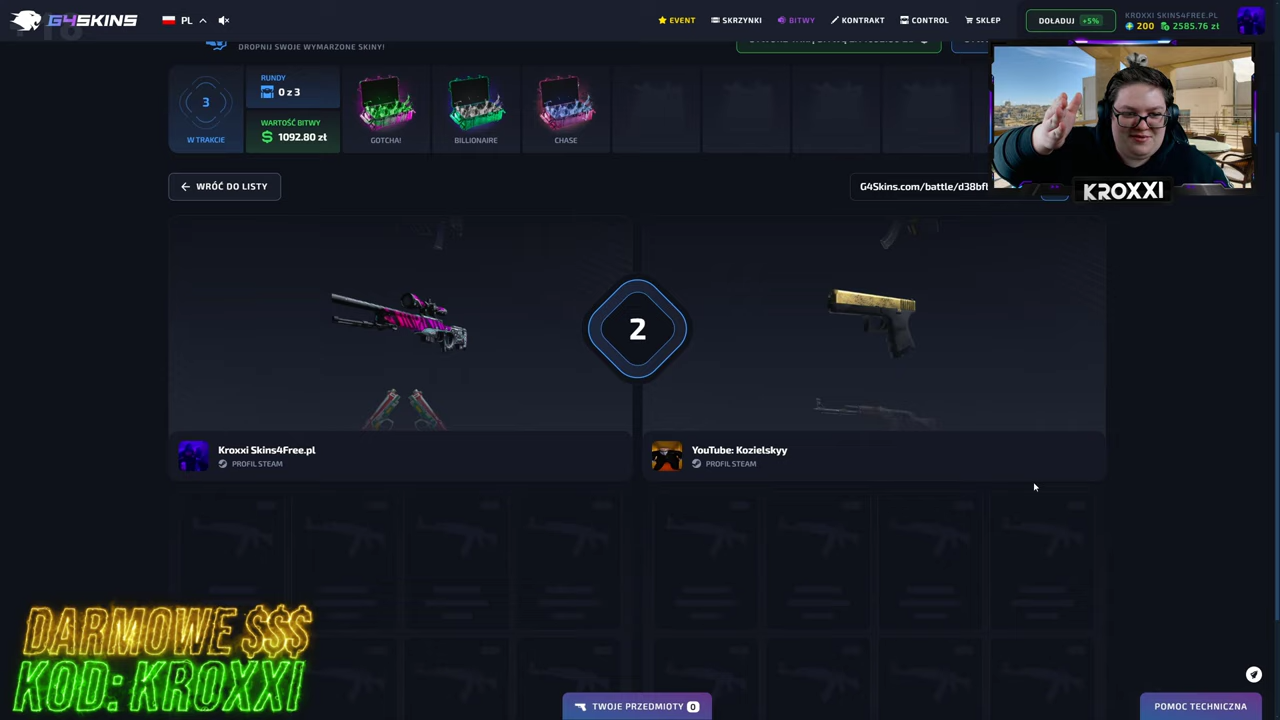 G4SKINS
PL
EVENT
SKRZYNKI
BITWY
KONTRAKT
CONTROL
SKLEP
DOŁADUJ +5%
KROXXI SKINS4FREE.PL
200 2585.76 zł
DROPNIJ SWOJE WYMARZONE SKINY!
3
W TRAKCIE
RUNDY
0 z 3
WARTOŚĆ BITWY
$ 1092.80 zł
GOTCHA!
BILLIONAIRE
CHASE
WRÓĆ DO LISTY
G4Skins.com/battle/d38bfl
KROXXI
2
Kroxxi Skins4Free.pl
PROFIL STEAM
YouTube: Kozielskyy
PROFIL STEAM
DARMOWE $$$
KOD: KROXXI
TWOJE PRZEDMIOTY 0
POMOC TECHNICZNA